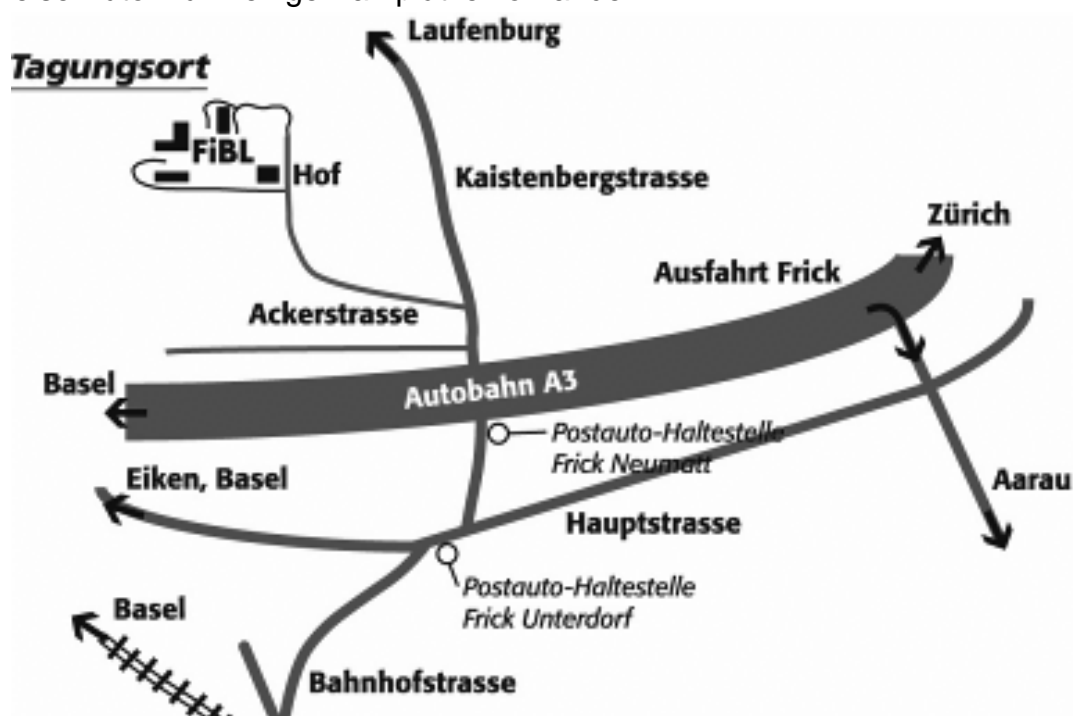 Laufenburg
Tagungsort
FiBL
Hof
Kaistenbergstrasse
Zürich
Ausfahrt Frick
Ackerstrasse
Basel
Autobahn A3
Postauto-Haltestelle
Frick Neumatt
Eiken, Basel
Aarau
Hauptstrasse
Postauto-Haltestelle
Frick Unterdorf
Basel
Bahnhofstrasse